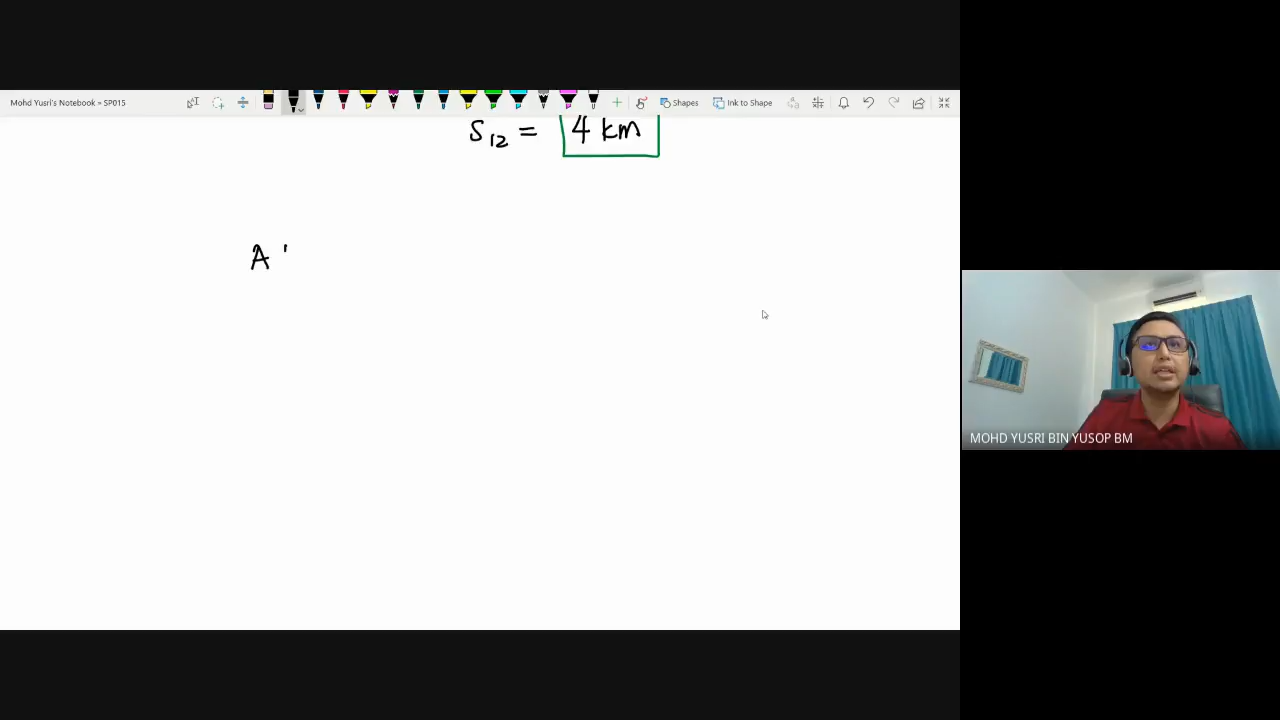 Mohd Yusri's Notebook » SP015
Shapes
Ink to Shape
S12 = 4 km
A '
MOHD YUSRI BIN YUSOP BM